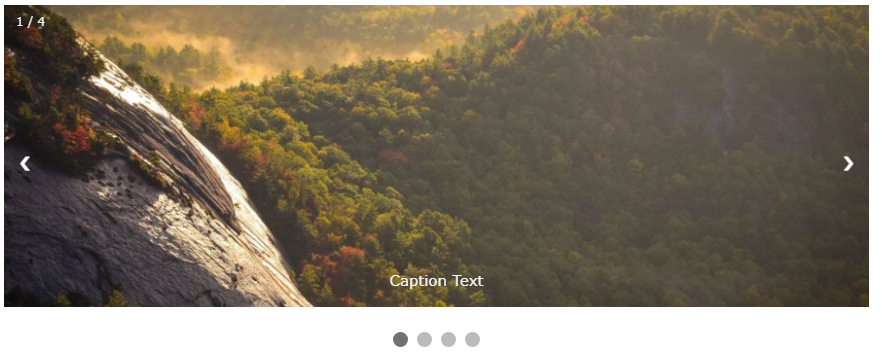 1 / 4
❮ ❯
Caption Text